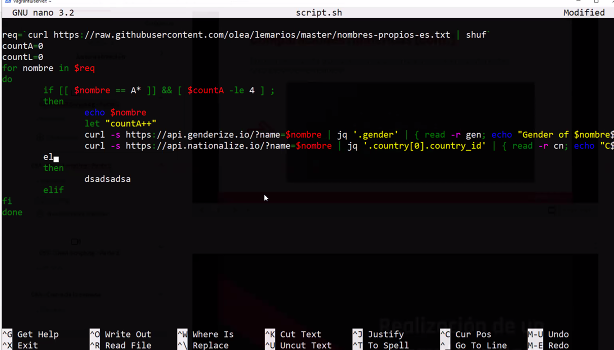 GNU nano 3.2 script.sh Modified
req=`curl https://raw.githubusercontent.com/olea/lemarios/master/nombres-propios-es.txt | shuf
countA=0
countL=0
for nombre in $req
do
if [[ $nombre == A* ]] && [ $countA -le 4 ] ;
then
echo $nombre
let "countA++"
curl -s https://api.genderize.io/?name=$nombre | jq '.gender' | { read -r gen; echo "Gender of $nombre$
curl -s https://api.nationalize.io/?name=$nombre | jq '.country[0].country_id' | { read -r cn; echo "C$
el
then
dsadsadsa
elif
fi
done
^G Get Help ^O Write Out ^W Where Is ^K Cut Text ^J Justify ^C Cur Pos M-U Undo
^X Exit ^R Read File ^\ Replace ^U Uncut Text ^T To Spell ^_ Go To Line M-E Redo